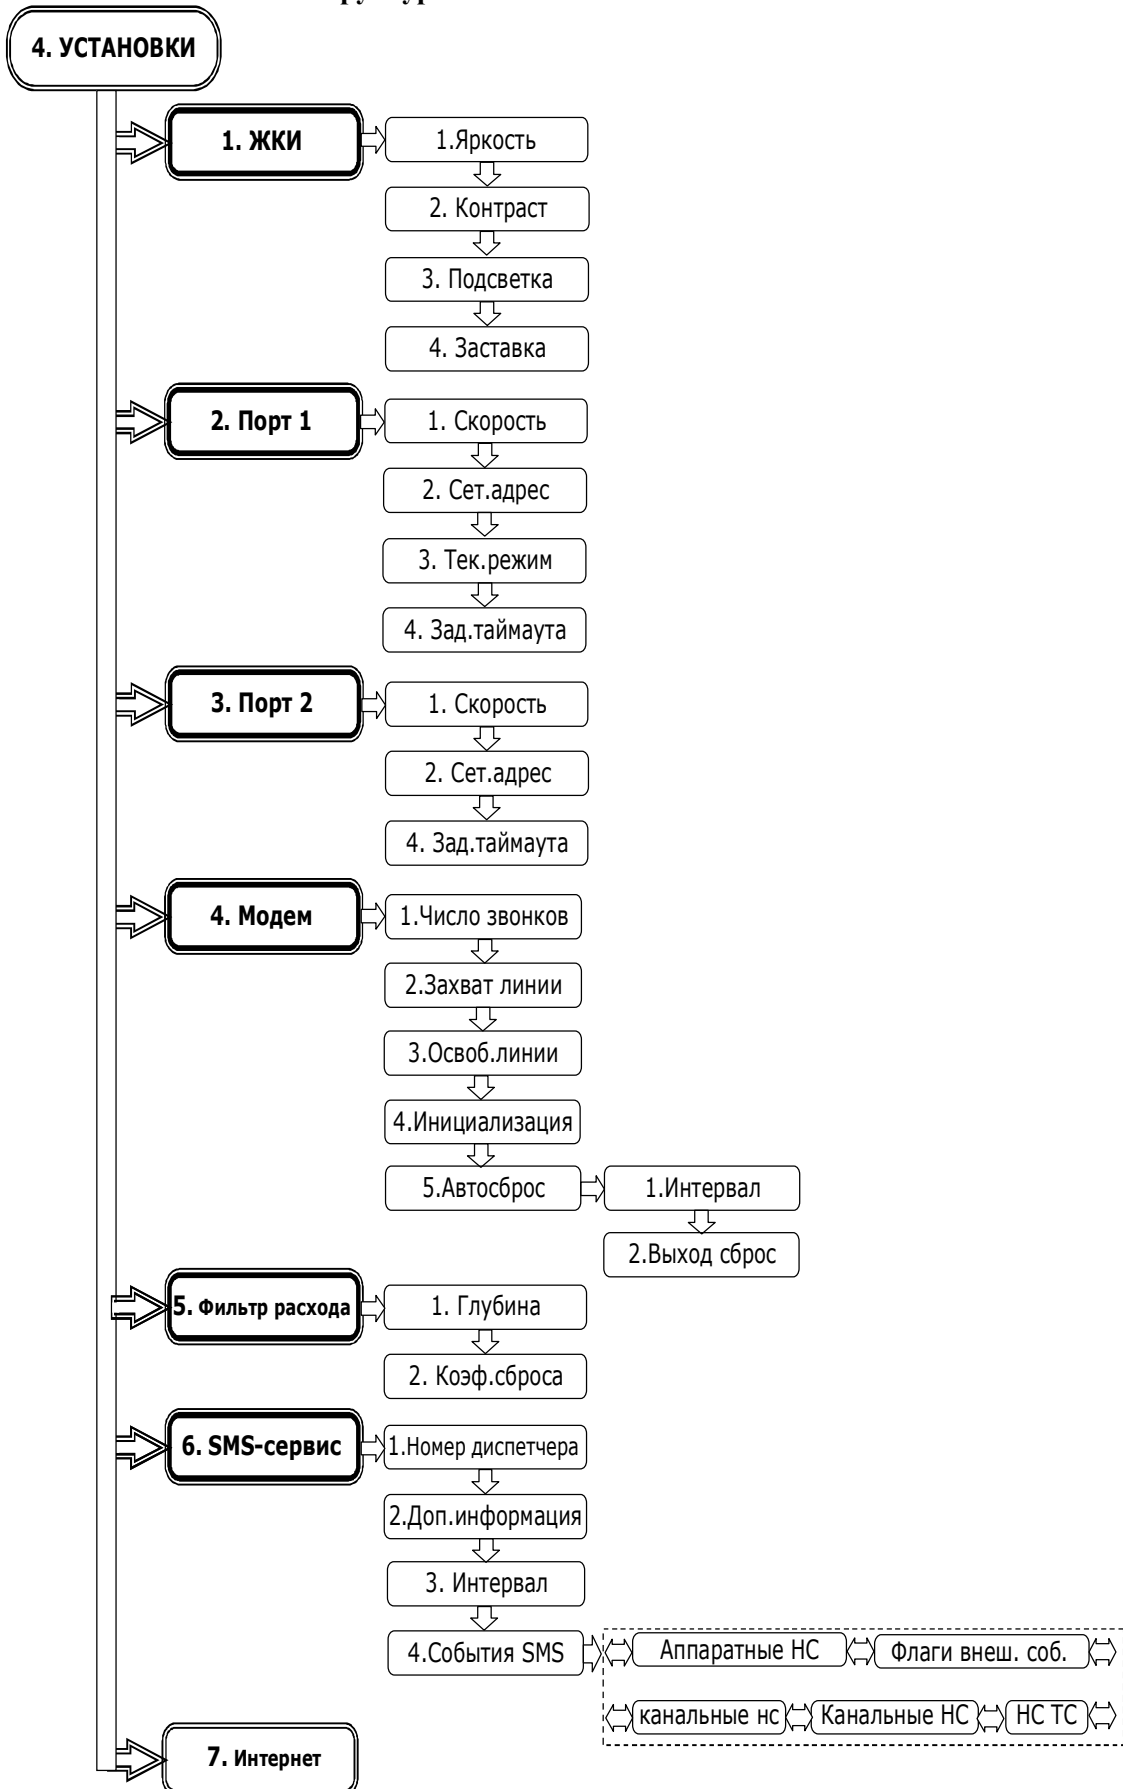 4. УСТАНОВКИ
1. ЖКИ
1.Яркость
2. Контраст
3. Подсветка
4. Заставка
2. Порт 1
1. Скорость
2. Сет.адрес
3. Тек.режим
4. Зад.таймаута
3. Порт 2
1. Скорость
2. Сет.адрес
4. Зад.таймаута
4. Модем
1.Число звонков
2.Захват линии
3.Освоб.линии
4.Инициализация
5.Автосброс
1.Интервал
2.Выход сброс
5. Фильтр расхода
1. Глубина
2. Коэф.сброса
6. SMS-сервис
1.Номер диспетчера
2.Доп.информация
3. Интервал
4.События SMS
Аппаратные НС
Флаги внеш. соб.
канальные нс
Канальные НС
НС ТС
7. Интернет